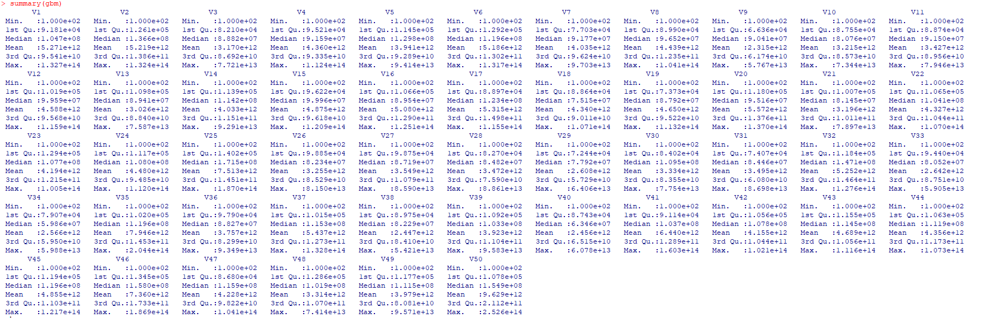 > summary(gbm)
V1 V2 V3 V4 V5 V6 V7 V8 V9 V10 V11
Min. :1.000e+02 Min. :1.000e+02 Min. :1.000e+02 Min. :1.000e+02 Min. :1.000e+02 Min. :1.000e+02 Min. :1.000e+02 Min. :1.000e+02 Min. :1.000e+02 Min. :1.000e+02 Min. :1.000e+02
1st Qu.:9.181e+04 1st Qu.:1.261e+05 1st Qu.:8.210e+04 1st Qu.:9.521e+04 1st Qu.:1.145e+05 1st Qu.:1.292e+05 1st Qu.:7.703e+04 1st Qu.:8.990e+04 1st Qu.:6.636e+04 1st Qu.:8.755e+04 1st Qu.:8.874e+04
Median :1.047e+08 Median :1.366e+08 Median :8.882e+07 Median :9.159e+07 Median :1.298e+08 Median :1.196e+08 Median :9.177e+07 Median :9.652e+07 Median :9.041e+07 Median :8.076e+07 Median :9.150e+07
Mean :5.271e+12 Mean :5.219e+12 Mean :3.170e+12 Mean :4.360e+12 Mean :3.941e+12 Mean :5.186e+12 Mean :4.035e+12 Mean :4.439e+12 Mean :2.315e+12 Mean :3.215e+12 Mean :3.427e+12
3rd Qu.:9.541e+10 3rd Qu.:1.386e+11 3rd Qu.:8.692e+10 3rd Qu.:9.335e+10 3rd Qu.:9.289e+10 3rd Qu.:1.302e+11 3rd Qu.:9.624e+10 3rd Qu.:1.235e+11 3rd Qu.:6.174e+10 3rd Qu.:8.573e+10 3rd Qu.:8.956e+10
Max. :1.327e+14 Max. :1.324e+14 Max. :7.721e+13 Max. :1.124e+14 Max. :9.414e+13 Max. :1.317e+14 Max. :9.703e+13 Max. :1.041e+14 Max. :5.767e+13 Max. :7.344e+13 Max. :7.946e+13
V12 V13 V14 V15 V16 V17 V18 V19 V20 V21 V22
Min. :1.000e+02 Min. :1.000e+02 Min. :1.000e+02 Min. :1.000e+02 Min. :1.000e+02 Min. :1.000e+02 Min. :1.000e+02 Min. :1.000e+02 Min. :1.000e+02 Min. :1.000e+02 Min. :1.000e+02
1st Qu.:1.019e+05 1st Qu.:1.098e+05 1st Qu.:1.139e+05 1st Qu.:9.622e+04 1st Qu.:1.066e+05 1st Qu.:8.897e+04 1st Qu.:8.864e+04 1st Qu.:7.373e+04 1st Qu.:1.180e+05 1st Qu.:1.007e+05 1st Qu.:1.065e+05
Median :9.959e+07 Median :8.941e+07 Median :1.142e+08 Median :9.996e+07 Median :8.954e+07 Median :1.234e+08 Median :7.515e+07 Median :8.792e+07 Median :9.516e+07 Median :8.145e+07 Median :1.041e+08
Mean :4.588e+12 Mean :3.026e+12 Mean :4.033e+12 Mean :4.875e+12 Mean :5.080e+12 Mean :5.315e+12 Mean :4.340e+12 Mean :4.650e+12 Mean :5.572e+12 Mean :3.196e+12 Mean :4.327e+12
3rd Qu.:9.568e+10 3rd Qu.:8.840e+10 3rd Qu.:1.151e+11 3rd Qu.:9.618e+10 3rd Qu.:1.290e+11 3rd Qu.:1.498e+11 3rd Qu.:9.011e+10 3rd Qu.:9.522e+10 3rd Qu.:1.376e+11 3rd Qu.:1.011e+11 3rd Qu.:1.044e+11
Max. :1.159e+14 Max. :7.587e+13 Max. :9.291e+13 Max. :1.209e+14 Max. :1.251e+14 Max. :1.155e+14 Max. :1.071e+14 Max. :1.132e+14 Max. :1.370e+14 Max. :7.897e+13 Max. :1.070e+14
V23 V24 V25 V26 V27 V28 V29 V30 V31 V32 V33
Min. :1.000e+02 Min. :1.000e+02 Min. :1.000e+02 Min. :1.000e+02 Min. :1.000e+02 Min. :1.000e+02 Min. :1.000e+02 Min. :1.000e+02 Min. :1.000e+02 Min. :1.000e+02 Min. :1.000e+02
1st Qu.:1.294e+05 1st Qu.:1.117e+05 1st Qu.:1.402e+05 1st Qu.:9.885e+04 1st Qu.:9.875e+04 1st Qu.:8.270e+04 1st Qu.:7.244e+04 1st Qu.:8.402e+04 1st Qu.:7.407e+04 1st Qu.:1.184e+05 1st Qu.:9.440e+04
Median :1.077e+08 Median :1.080e+08 Median :1.715e+08 Median :8.234e+07 Median :8.719e+07 Median :8.482e+07 Median :7.792e+07 Median :1.095e+08 Median :8.446e+07 Median :1.471e+08 Median :8.052e+07
Mean :4.194e+12 Mean :4.480e+12 Mean :7.513e+12 Mean :3.255e+12 Mean :3.549e+12 Mean :3.472e+12 Mean :2.608e+12 Mean :3.334e+12 Mean :3.495e+12 Mean :5.252e+12 Mean :2.642e+12
3rd Qu.:1.215e+11 3rd Qu.:9.485e+10 3rd Qu.:1.451e+11 3rd Qu.:8.529e+10 3rd Qu.:1.079e+11 3rd Qu.:7.590e+10 3rd Qu.:5.729e+10 3rd Qu.:8.355e+10 3rd Qu.:6.080e+10 3rd Qu.:1.464e+11 3rd Qu.:8.751e+10
Max. :1.005e+14 Max. :1.120e+14 Max. :1.870e+14 Max. :8.150e+13 Max. :8.590e+13 Max. :8.861e+13 Max. :6.406e+13 Max. :7.754e+13 Max. :8.698e+13 Max. :1.276e+14 Max. :5.905e+13
V34 V35 V36 V37 V38 V39 V40 V41 V42 V43 V44
Min. :1.000e+02 Min. :1.000e+02 Min. :1.000e+02 Min. :1.000e+02 Min. :1.000e+02 Min. :1.000e+02 Min. :1.000e+02 Min. :1.000e+02 Min. :1.000e+02 Min. :1.000e+02 Min. :1.000e+02
1st Qu.:7.907e+04 1st Qu.:1.020e+05 1st Qu.:9.790e+04 1st Qu.:1.015e+05 1st Qu.:8.975e+04 1st Qu.:1.092e+05 1st Qu.:8.743e+04 1st Qu.:9.114e+04 1st Qu.:1.056e+05 1st Qu.:1.155e+05 1st Qu.:1.063e+05
Median :5.986e+07 Median :1.196e+08 Median :8.827e+07 Median :1.153e+08 Median :8.229e+07 Median :1.033e+08 Median :6.346e+07 Median :1.037e+08 Median :1.078e+08 Median :1.145e+08 Median :1.119e+08
Mean :2.566e+12 Mean :7.946e+12 Mean :3.757e+12 Mean :5.437e+12 Mean :2.447e+12 Mean :3.923e+12 Mean :2.456e+12 Mean :6.440e+12 Mean :4.155e+12 Mean :4.689e+12 Mean :4.356e+12
3rd Qu.:5.950e+10 3rd Qu.:1.453e+11 3rd Qu.:8.299e+10 3rd Qu.:1.273e+11 3rd Qu.:8.410e+10 3rd Qu.:1.104e+11 3rd Qu.:6.515e+10 3rd Qu.:1.289e+11 3rd Qu.:1.044e+11 3rd Qu.:1.056e+11 3rd Qu.:1.173e+11
Max. :5.988e+13 Max. :2.044e+14 Max. :9.349e+13 Max. :1.328e+14 Max. :5.421e+13 Max. :9.583e+13 Max. :6.078e+13 Max. :1.603e+14 Max. :1.021e+14 Max. :1.116e+14 Max. :1.073e+14
V45 V46 V47 V48 V49 V50
Min. :1.000e+02 Min. :1.000e+02 Min. :1.000e+02 Min. :1.000e+02 Min. :1.000e+02 Min. :1.000e+02
1st Qu.:1.194e+05 1st Qu.:1.345e+05 1st Qu.:8.680e+04 1st Qu.:1.286e+05 1st Qu.:1.177e+05 1st Qu.:1.078e+05
Median :1.196e+08 Median :1.580e+08 Median :1.159e+08 Median :1.019e+08 Median :1.115e+08 Median :1.549e+08
Mean :4.855e+12 Mean :7.360e+12 Mean :4.228e+12 Mean :3.314e+12 Mean :3.979e+12 Mean :9.629e+12
3rd Qu.:1.103e+11 3rd Qu.:1.733e+11 3rd Qu.:9.822e+10 3rd Qu.:1.070e+11 3rd Qu.:8.081e+10 3rd Qu.:2.112e+11
Max. :1.217e+14 Max. :1.869e+14 Max. :1.041e+14 Max. :7.414e+13 Max. :9.571e+13 Max. :2.526e+14